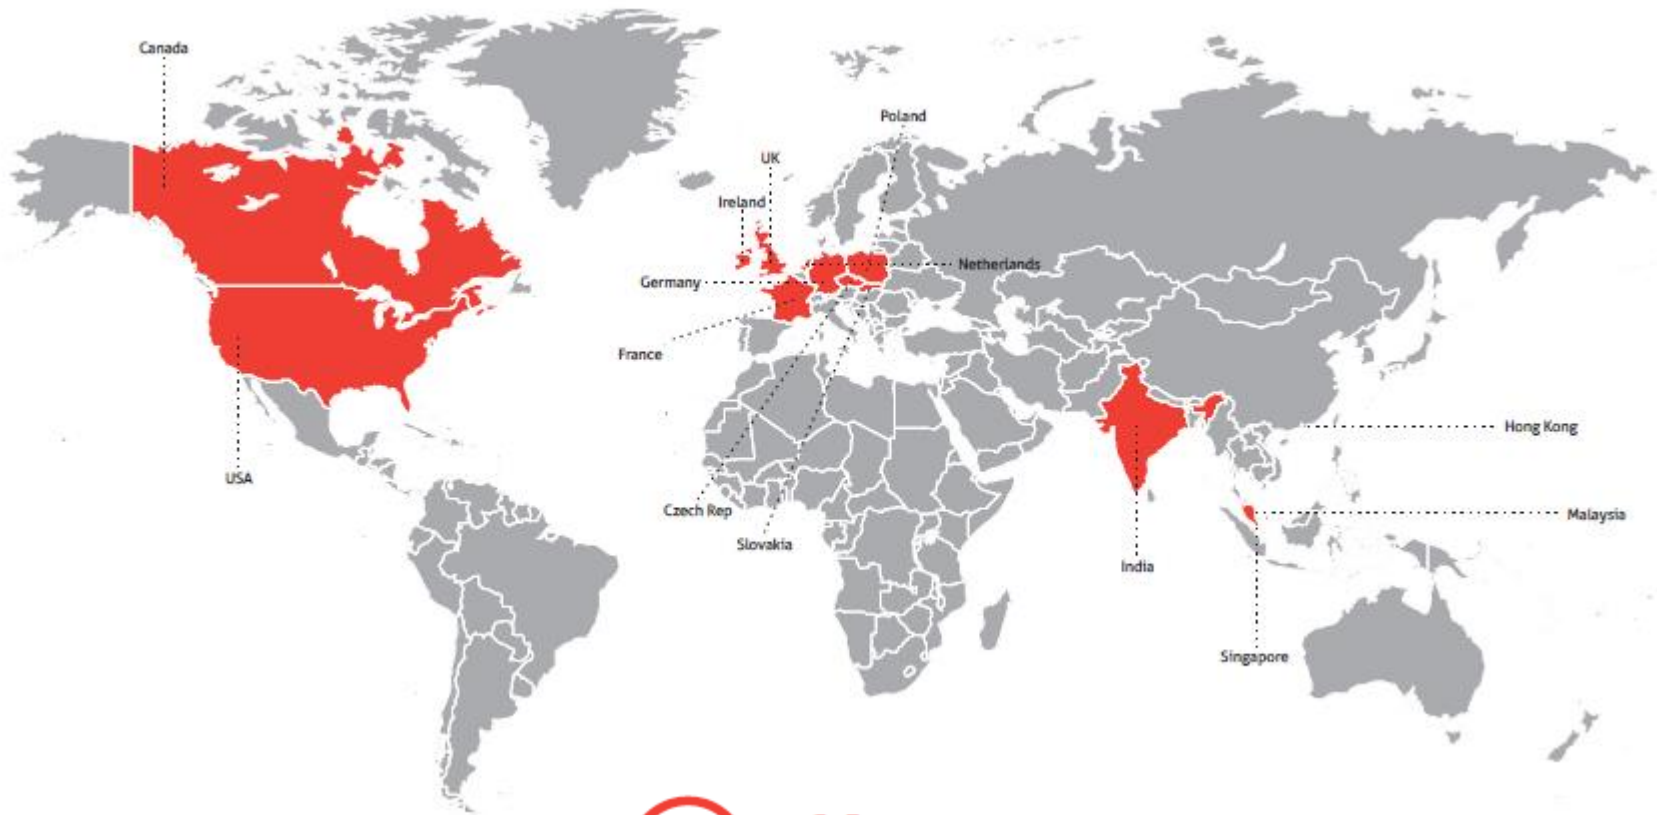 Canada
Poland
UK
Ireland
Netherlands
Germany
France
Hong Kong
USA
Czech Rep
Malaysia
Slovakia
India
Singapore